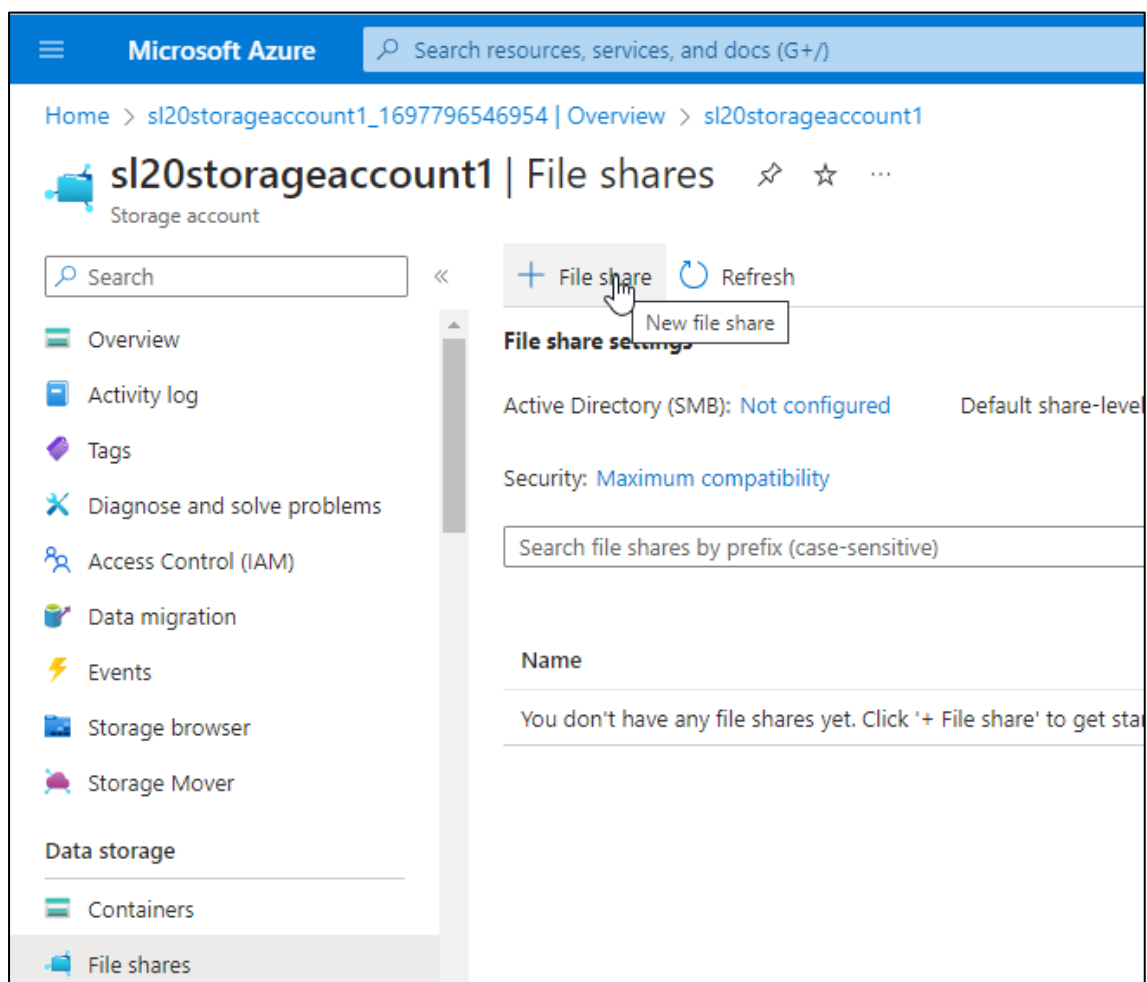 Microsoft Azure
Search resources, services, and docs (G+/)
Home > sl20storageaccount1_1697796546954 | Overview > sl20storageaccount1
sl20storageaccount1 | File shares
Storage account
Search
+ File share
Refresh
New file share
Overview
File share settings
Activity log
Active Directory (SMB): Not configured
Default share-level
Tags
Security: Maximum compatibility
Diagnose and solve problems
Search file shares by prefix (case-sensitive)
Access Control (IAM)
Data migration
Name
Events
You don't have any file shares yet. Click '+ File share' to get
Storage browser
Storage Mover
Data storage
Containers
File shares